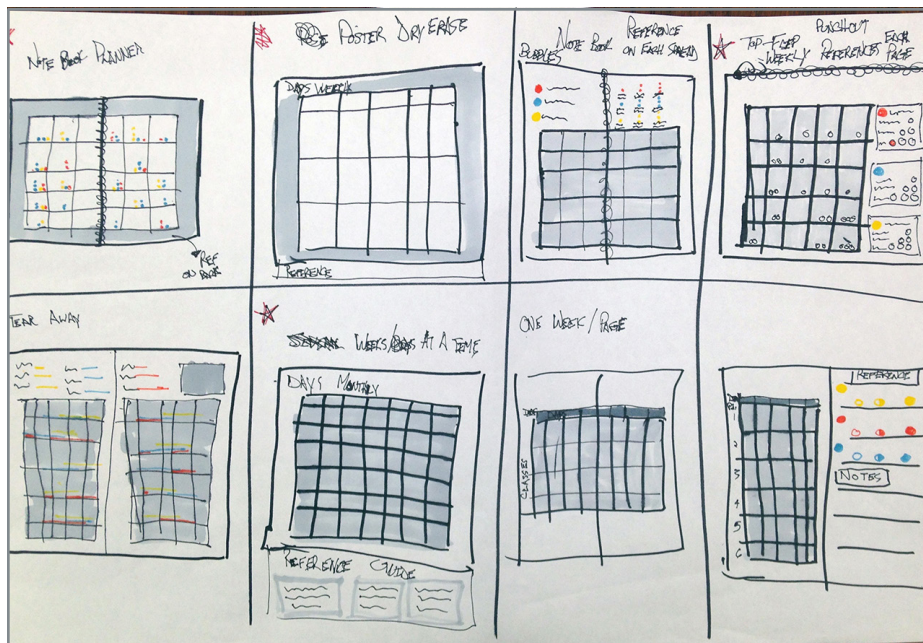 NOTE BOOK PLANNER
REF
ON BACK
POSTER DRY ERASE
DAYS WEEKLY
REFERENCE
NOTE BOOK
REFERENCE
ON EACH SPREAD
BUBBLES
PUNCHOUT
TOP-FLIP
WEEKLY REFERENCES
EACH
PAGE
TEAR AWAY
WEEKS/ AT A TIME
DAYS MONTHLY
REFERENCE GUIDE
ONE WEEK/PAGE
CLASSES
REFERENCE
1
2
3
4
5
6
NOTES